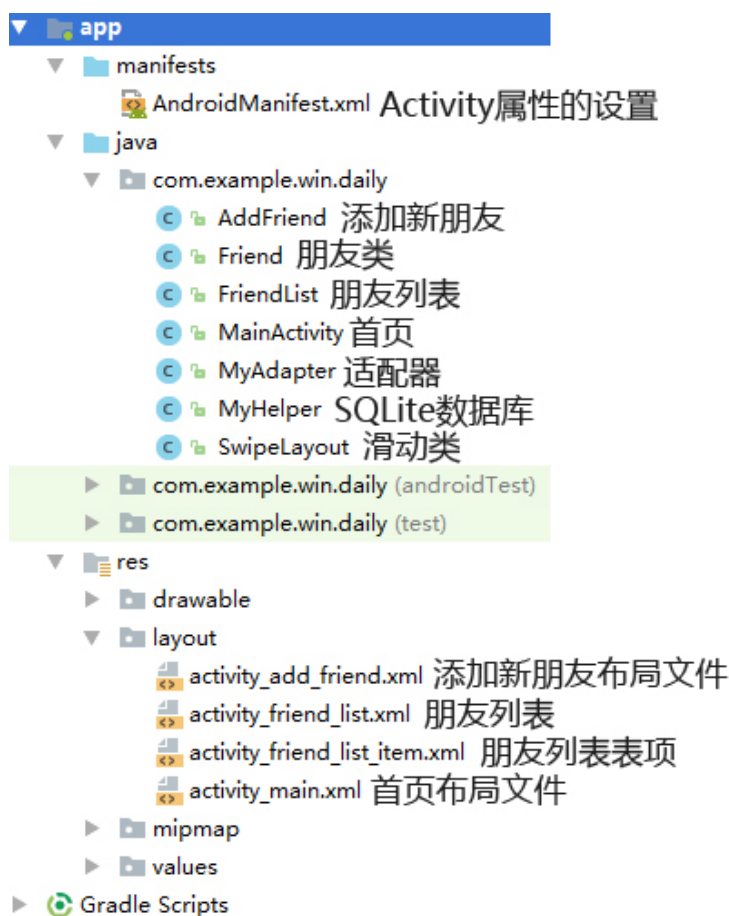 app
manifests
AndroidManifest.xml Activity属性的设置
java
com.example.win.daily
AddFriend 添加新朋友
Friend 朋友类
FriendList 朋友列表
MainActivity 首页
MyAdapter 适配器
MyHelper SQLite数据库
SwipeLayout 滑动类
com.example.win.daily (androidTest)
com.example.win.daily (test)
res
drawable
layout
activity_add_friend.xml 添加新朋友布局文件
activity_friend_list.xml 朋友列表
activity_friend_list_item.xml 朋友列表表项
activity_main.xml 首页布局文件
mipmap
values
Gradle Scripts